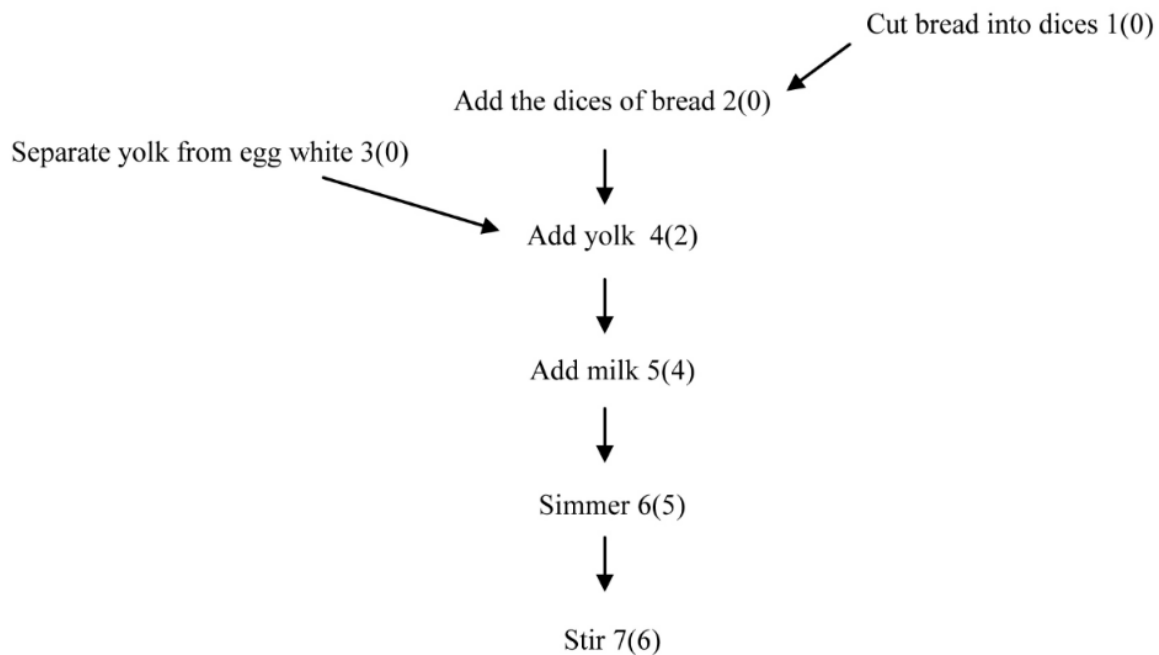 Cut bread into dices 1(0)
Add the dices of bread 2(0)
Separate yolk from egg white 3(0)
Add yolk  4(2)
Add milk 5(4)
Simmer 6(5)
Stir 7(6)